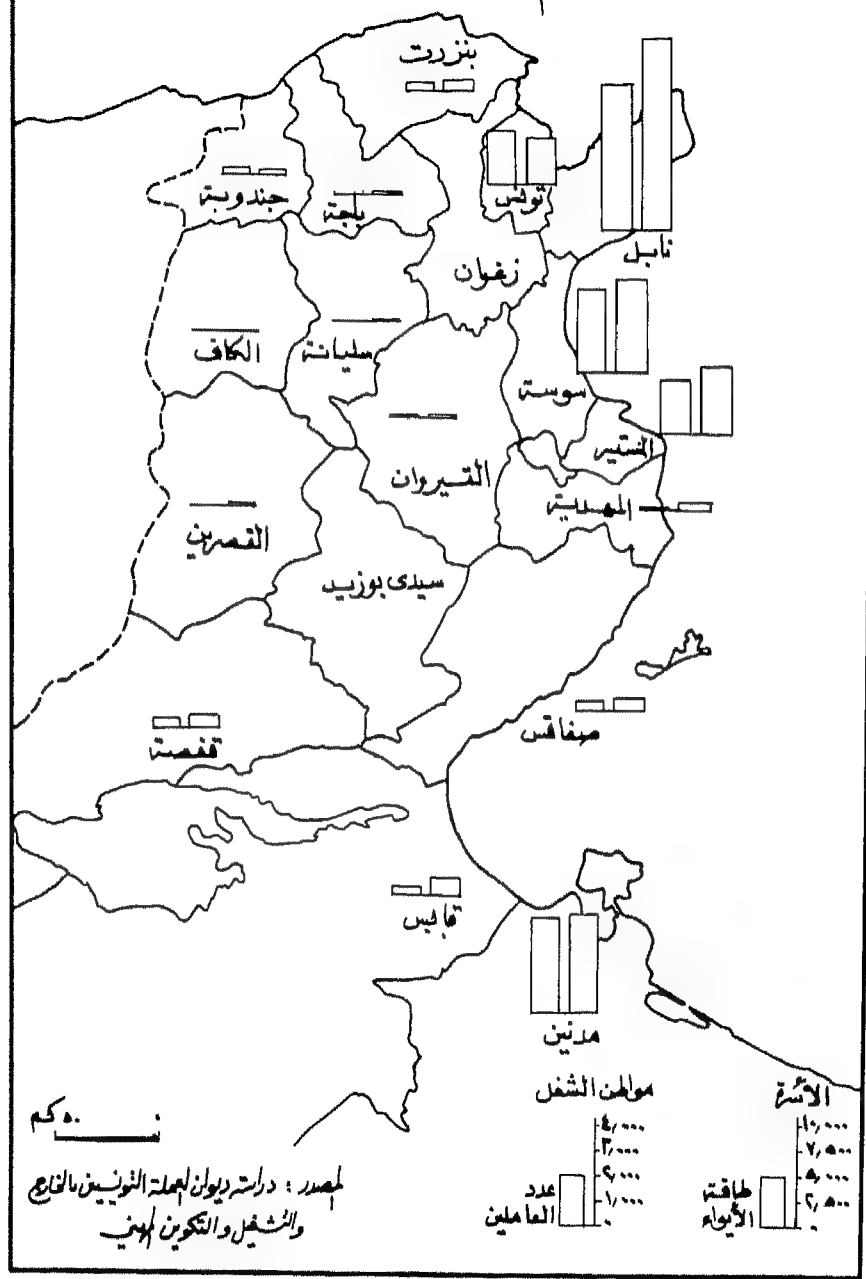 بنزرت
جندوبة
باجة
تونس
نابل
زغوان
الكاف
سليانة
سوسة
المنستير
القيروان
المهدية
القصرين
سيدي بوزيد
صفاقس
قفصة
قابس
مدنين
مواطن الشغل
٤,٠٠٠
٣,٠٠٠
٢,٠٠٠
١,٠٠٠
٠
عدد
العاملين
الأسرة
١٠,٠٠٠
٧,٥٠٠
٥,٠٠٠
٢,٥٠٠
٠
طاقة
الأيواء
٠
٥٠ كم
المصدر : دراسة ديوان العملة التونسيين بالخارج
والتشغيل والتكوين المهني